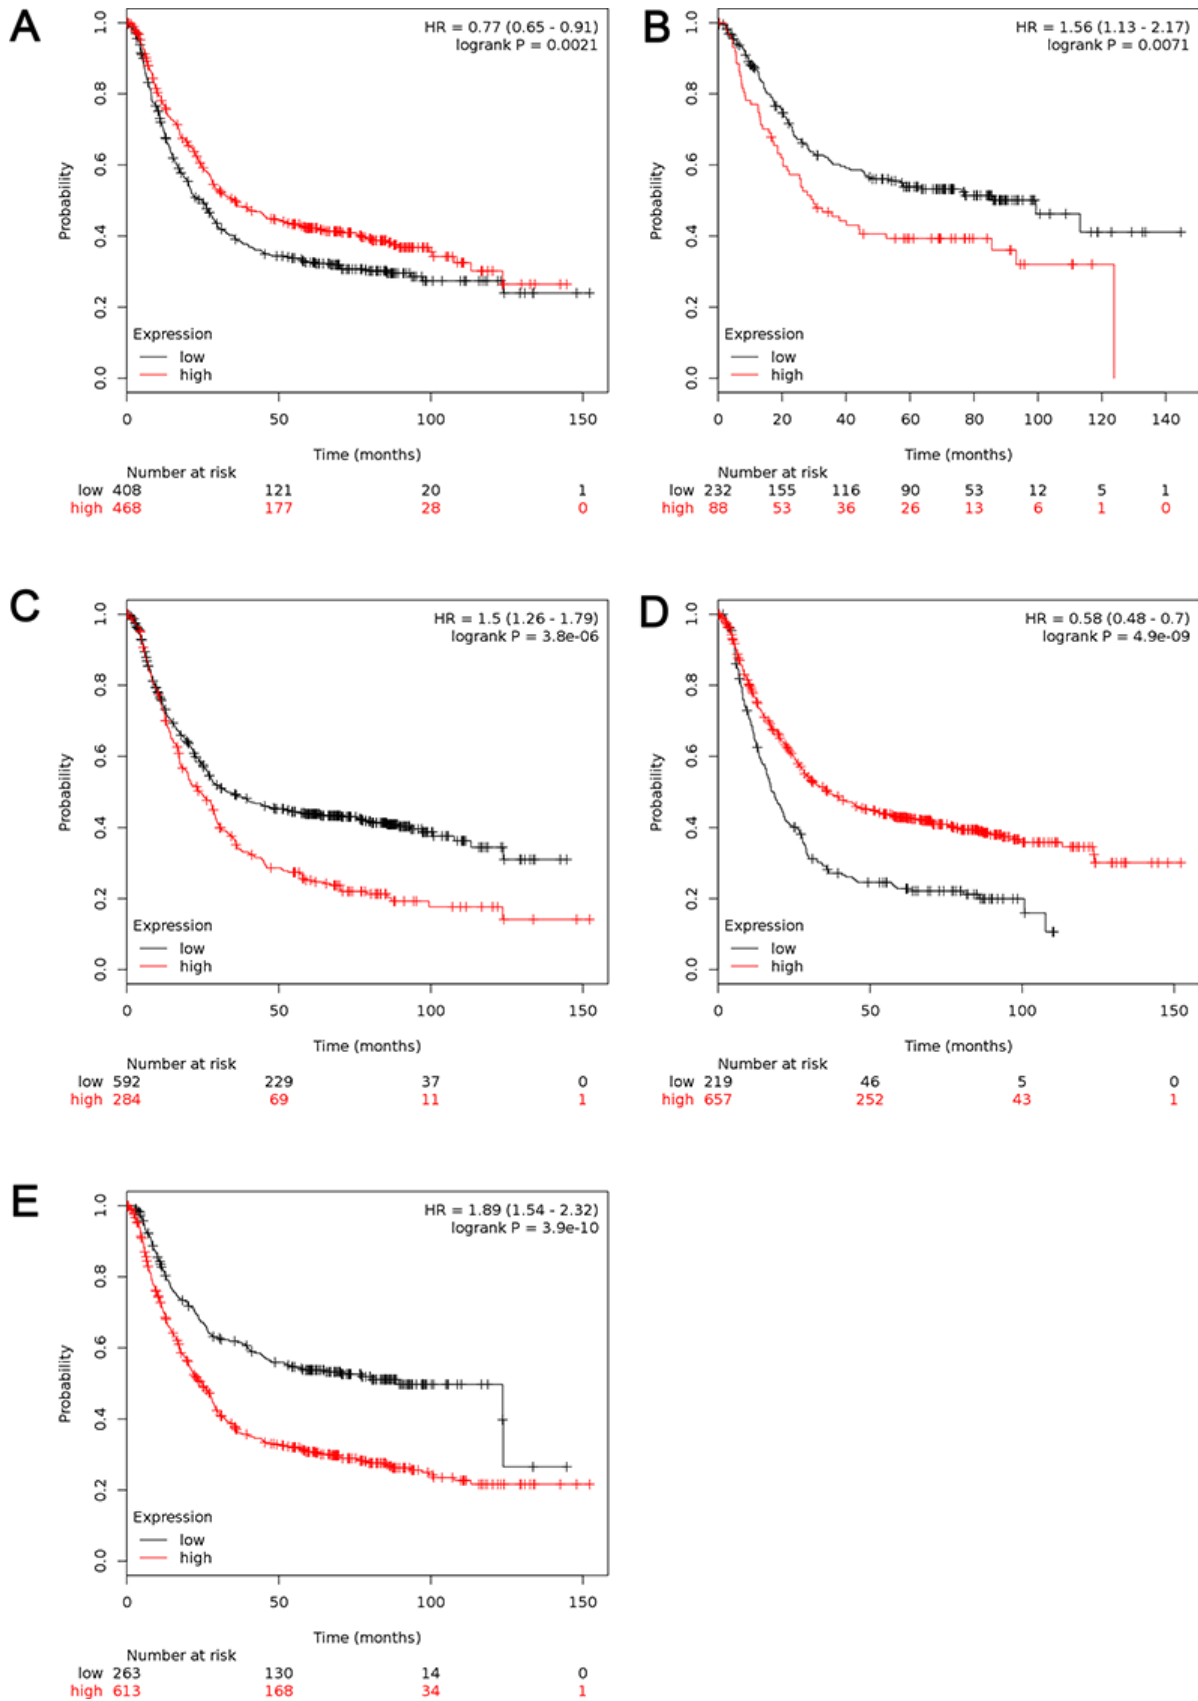 A
HR = 0.77 (0.65 - 0.91)
logrank P = 0.0021
Probability
1.0
0.8
0.6
0.4
0.2
0.0
Expression
low
high
0 50 100 150
Time (months)
Number at risk
low 408 121 20 1
high 468 177 28 0
B
HR = 1.56 (1.13 - 2.17)
logrank P = 0.0071
Probability
1.0
0.8
0.6
0.4
0.2
0.0
Expression
low
high
0 20 40 60 80 100 120 140
Time (months)
Number at risk
low 232 155 116 90 53 12 5 1
high 88 53 36 26 13 6 1 0
C
HR = 1.5 (1.26 - 1.79)
logrank P = 3.8e-06
Probability
1.0
0.8
0.6
0.4
0.2
0.0
Expression
low
high
0 50 100 150
Time (months)
Number at risk
low 592 229 37 0
high 284 69 11 1
D
HR = 0.58 (0.48 - 0.7)
logrank P = 4.9e-09
Probability
1.0
0.8
0.6
0.4
0.2
0.0
Expression
low
high
0 50 100 150
Time (months)
Number at risk
low 219 46 5 0
high 657 252 43 1
E
HR = 1.89 (1.54 - 2.32)
logrank P = 3.9e-10
Probability
1.0
0.8
0.6
0.4
0.2
0.0
Expression
low
high
0 50 100 150
Time (months)
Number at risk
low 263 130 14 0
high 613 168 34 1